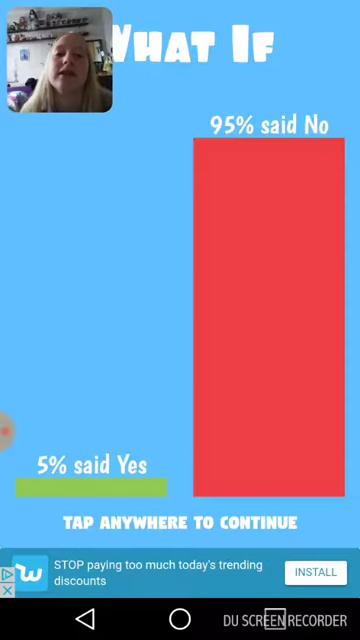 What If
95% said No
5% said Yes
TAP ANYWHERE TO CONTINUE
STOP paying too much today's trending
discounts
INSTALL
DU SCREEN RECORDER